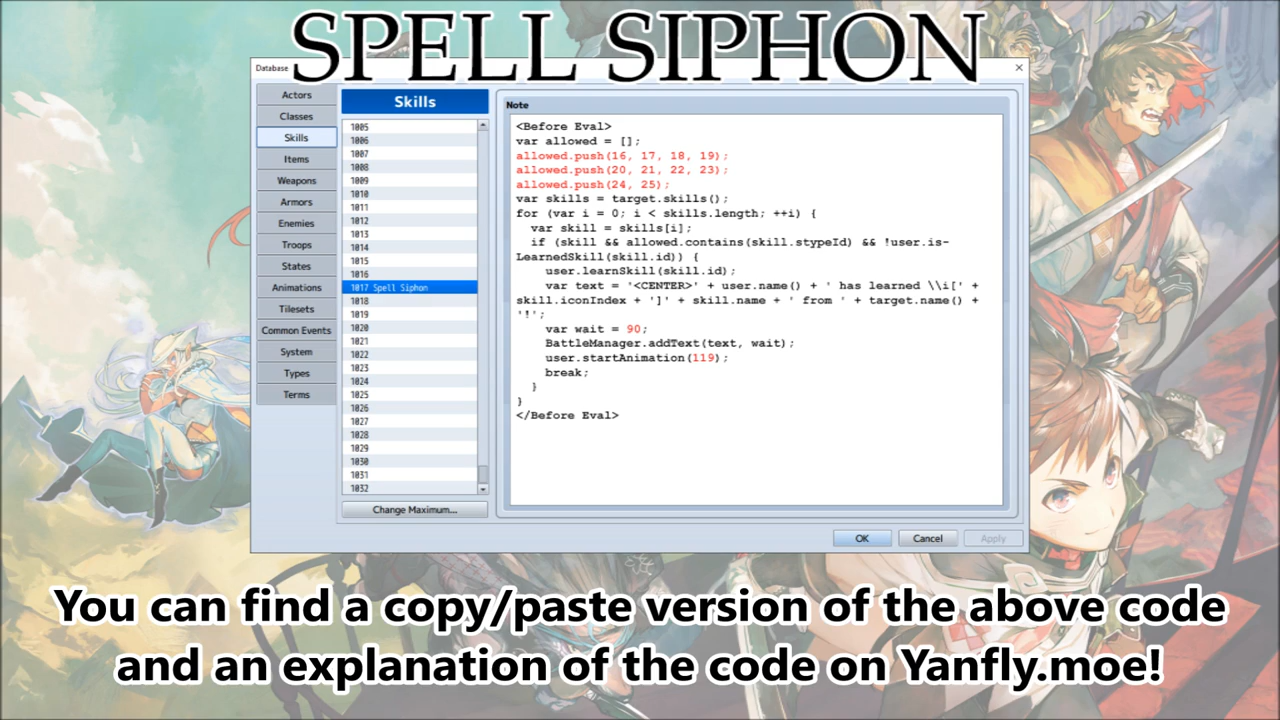 SPELL SIPHON
Database
Actors
Classes
Skills
Items
Weapons
Armors
Enemies
Troops
States
Animations
Tilesets
Common Events
System
Types
Terms
Skills
1005
1006
1007
1008
1009
1010
1011
1012
1013
1014
1015
1016
1017 Spell Siphon
1018
1019
1020
1021
1022
1023
1024
1025
1026
1027
1028
1029
1030
1031
1032
Change Maximum...
Note
<Before Eval>
var allowed = [];
allowed.push(16, 17, 18, 19);
allowed.push(20, 21, 22, 23);
allowed.push(24, 25);
var skills = target.skills();
for (var i = 0; i < skills.length; ++i) {
  var skill = skills[i];
  if (skill && allowed.contains(skill.stypeId) && !user.is-
LearnedSkill(skill.id)) {
    user.learnSkill(skill.id);
    var text = '<CENTER>' + user.name() + ' has learned \\i[' +
skill.iconIndex + ']' + skill.name + ' from ' + target.name() +
'!';
    var wait = 90;
    BattleManager.addText(text, wait);
    user.startAnimation(119);
    break;
  }
}
</Before Eval>
OK
Cancel
Apply
You can find a copy/paste version of the above code
and an explanation of the code on Yanfly.moe!